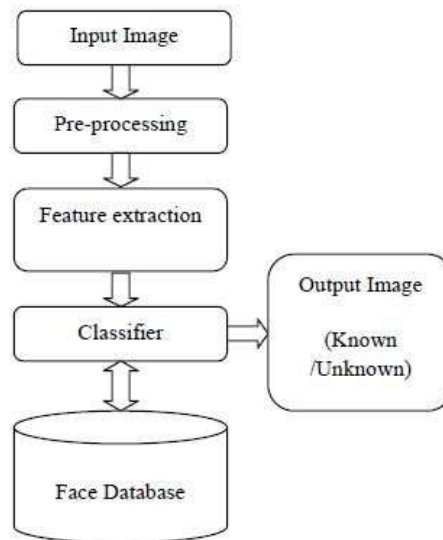 Input Image
Pre-processing
Feature extraction
Classifier
Output Image
(Known
/Unknown)
Face Database